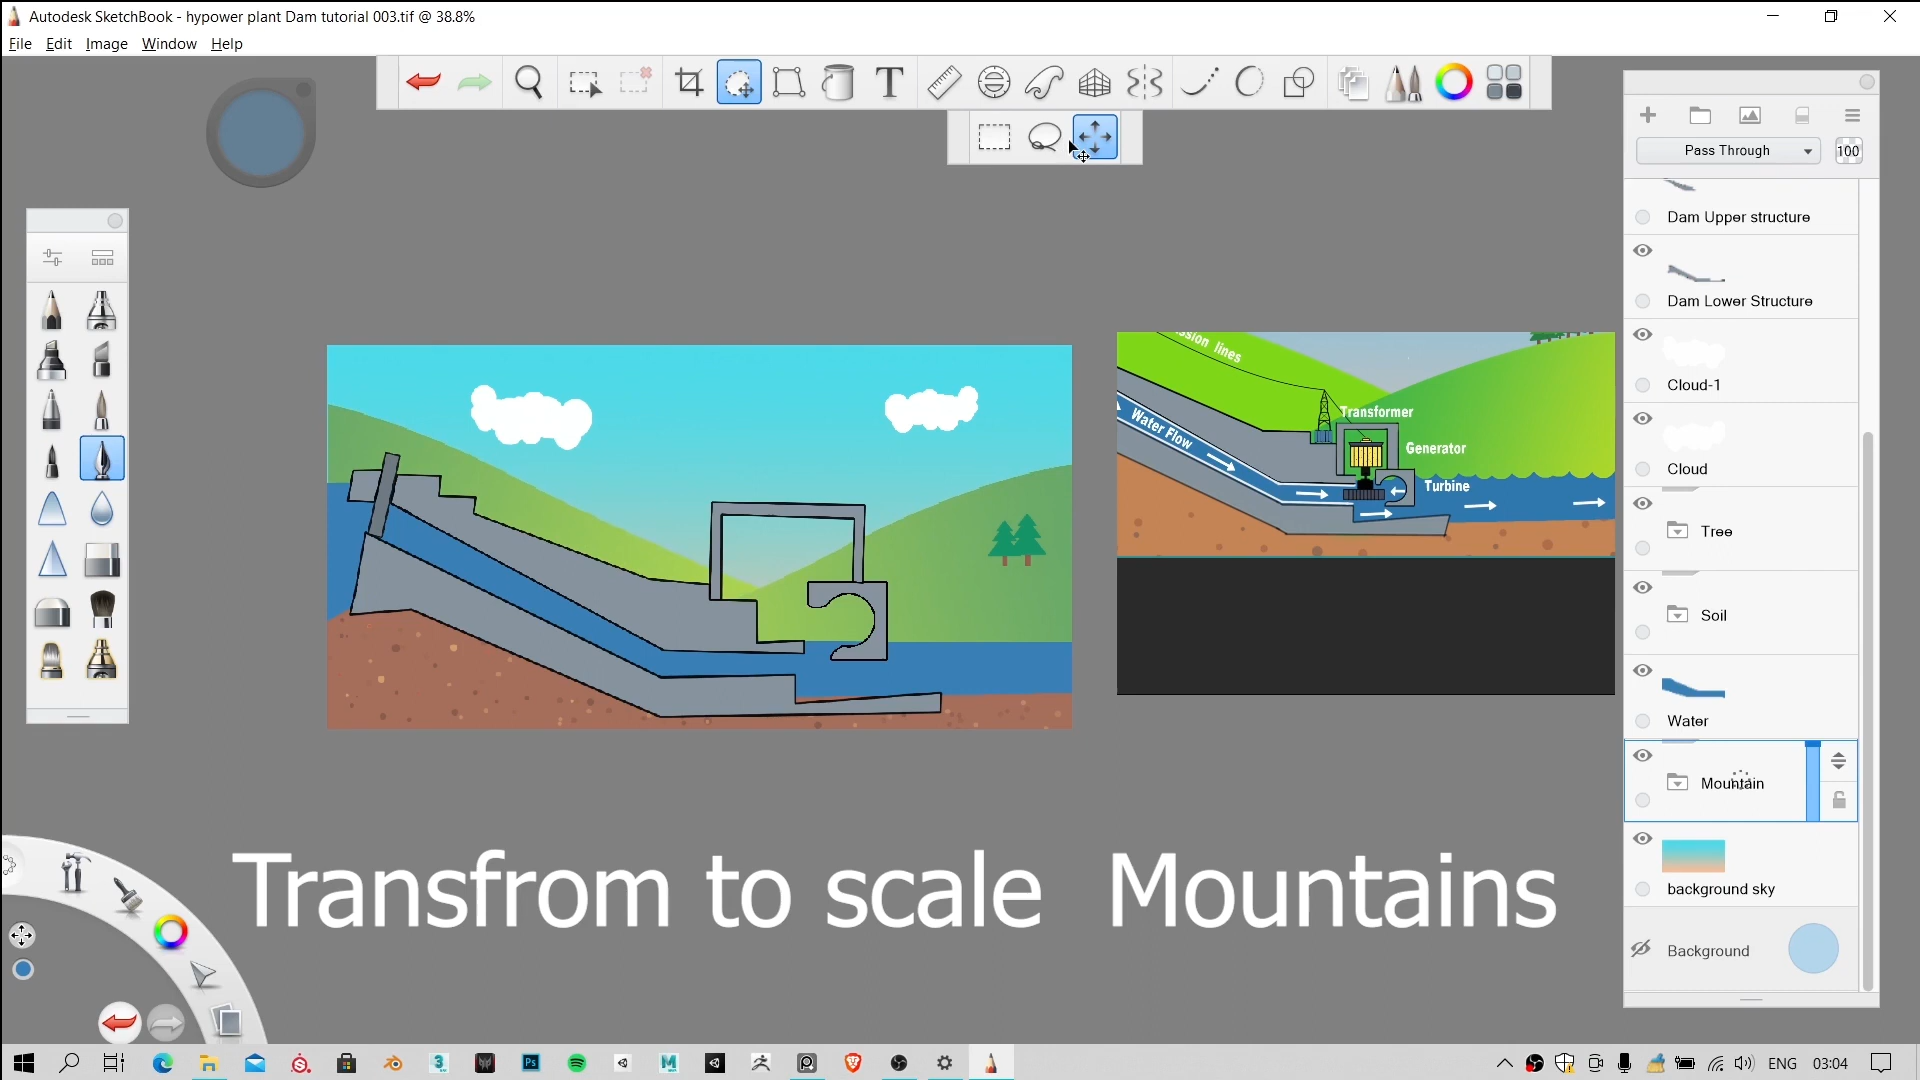 Autodesk SketchBook - hypower plant Dam tutorial 003.tif @ 38.8%
File Edit Image Window Help
T
Pass Through 100
Dam Upper structure
Dam Lower Structure
Cloud-1
Cloud
Tree
Soil
Water
Mountain
background sky
Background
ssion lines
Transformer
Water Flow
Generator
Turbine
Transfrom to scale Mountains
ENG 03:04